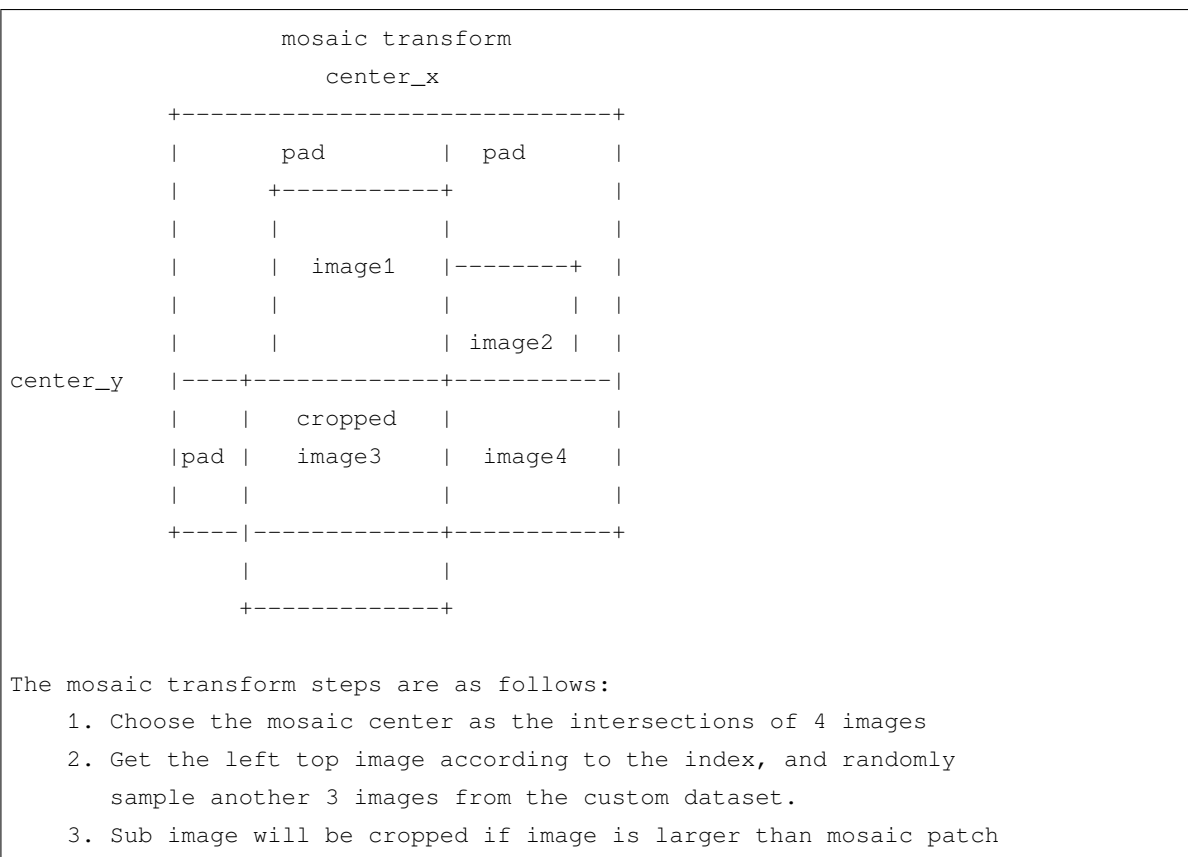 mosaic transform
                           center_x
              +------------------------------+
              |       pad        |  pad      |
              |      +-----------+           |
              |      |           |           |
              |      |  image1   |--------+  |
              |      |           |        |  |
              |      |           | image2 |  |
center_y   |----+-------------+-----------|
              |    |   cropped   |           |
              |pad |   image3    |  image4   |
              |    |             |           |
              +----|-------------+-----------+
                   |             |
                   +-------------+
The mosaic transform steps are as follows:
    1. Choose the mosaic center as the intersections of 4 images
    2. Get the left top image according to the index, and randomly
       sample another 3 images from the custom dataset.
    3. Sub image will be cropped if image is larger than mosaic patch